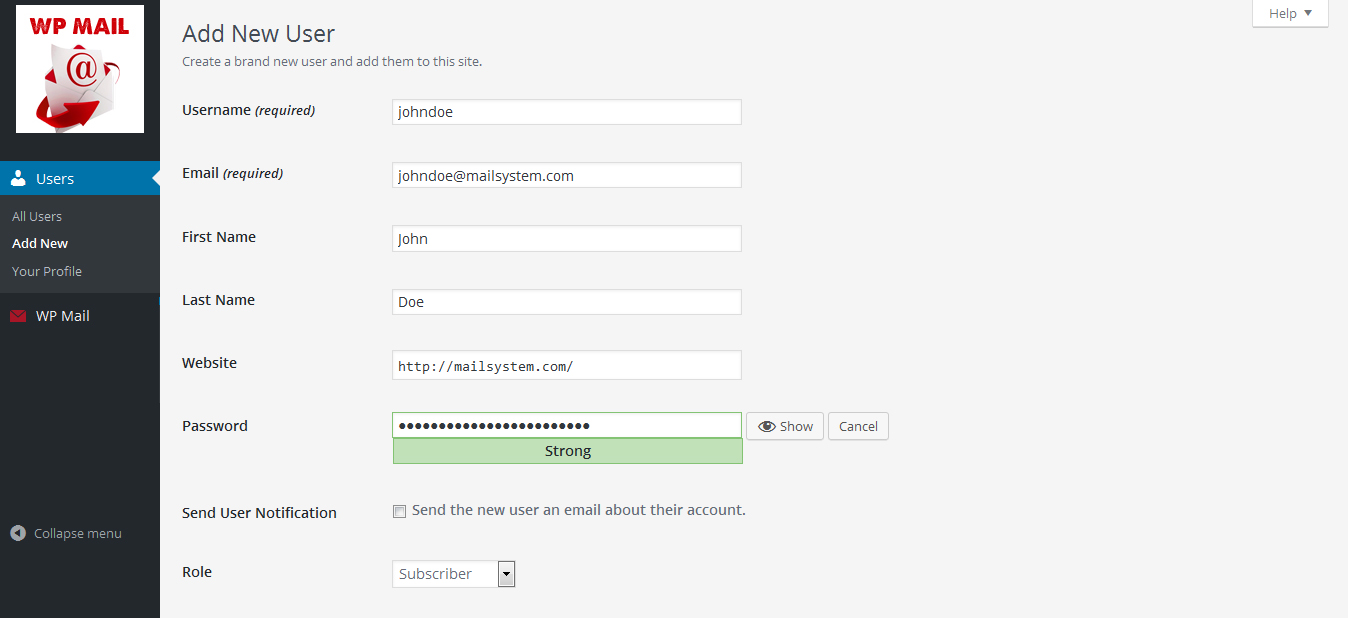 WP MAIL
@
Users
All Users
Add New
Your Profile
WP Mail
Collapse menu
Help
Add New User
Create a brand new user and add them to this site.
Username (required)
johndoe
Email (required)
johndoe@mailsystem.com
First Name
John
Last Name
Doe
Website
http://mailsystem.com/
Password
••••••••••••••••••••••••
Show
Cancel
Strong
Send User Notification
Send the new user an email about their account.
Role
Subscriber